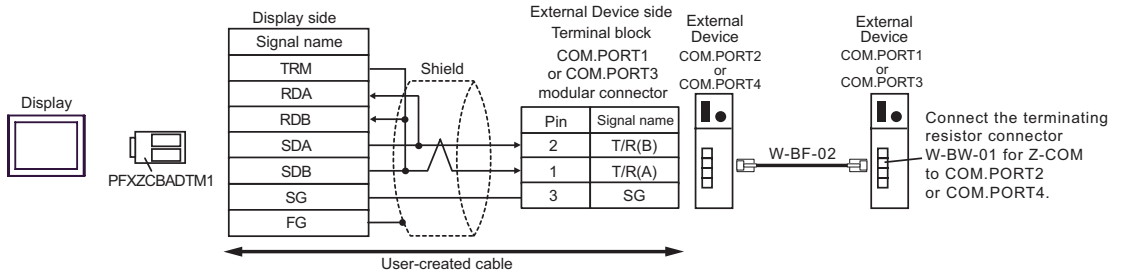 Display
PFXZCBADTM1
Display side
Signal name
TRM
RDA
RDB
SDA
SDB
SG
FG
Shield
User-created cable
External Device side
Terminal block
COM.PORT1
or COM.PORT3
modular connector
Pin Signal name
2 T/R(B)
1 T/R(A)
3 SG
External
Device
COM.PORT2
or
COM.PORT4
W-BF-02
External
Device
COM.PORT1
or
COM.PORT3
Connect the terminating
resistor connector
W-BW-01 for Z-COM
to COM.PORT2
or COM.PORT4.